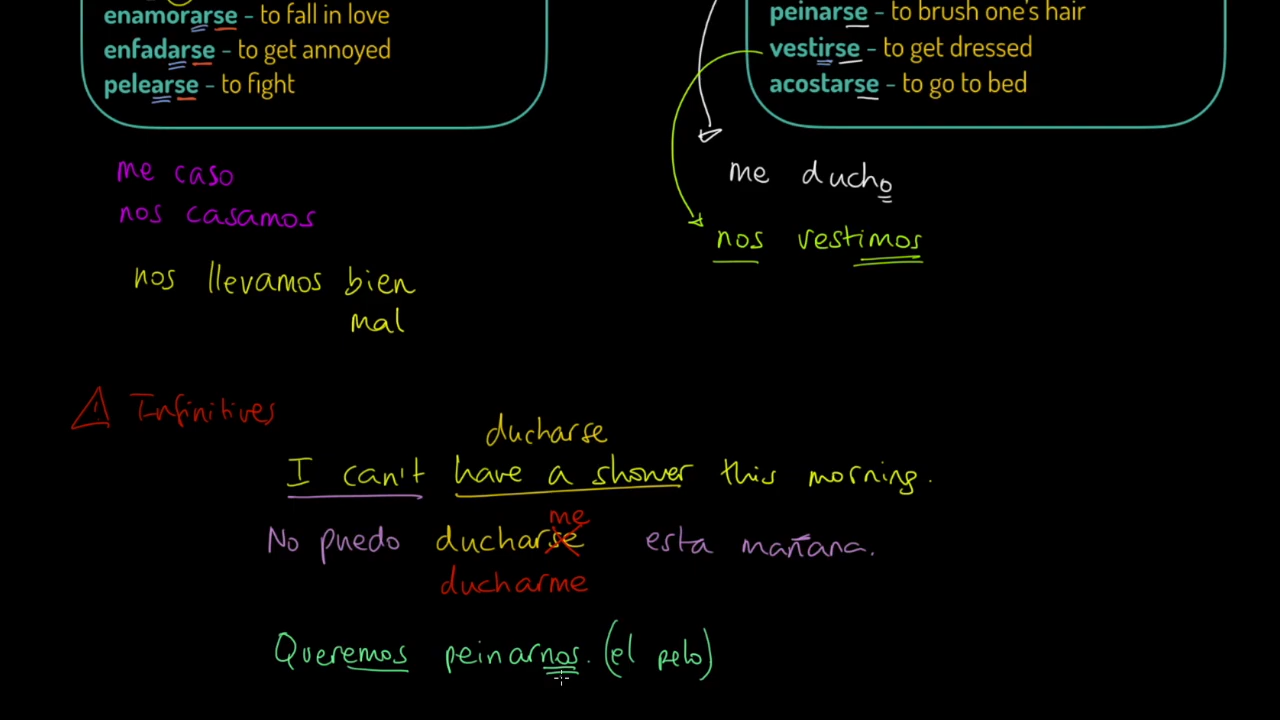 enamorarse – to fall in love
enfadarse – to get annoyed
pelearse – to fight
peinarse – to brush one's hair
vestirse – to get dressed
acostarse – to go to bed
me caso
nos casamos
nos llevamos bien
mal
me ducho
nos vestimos
⚠ Infinitives
ducharse
I can't have a shower this morning.
me
No puedo ducharse esta mañana.
ducharme
Queremos peinarnos. (el pelo)